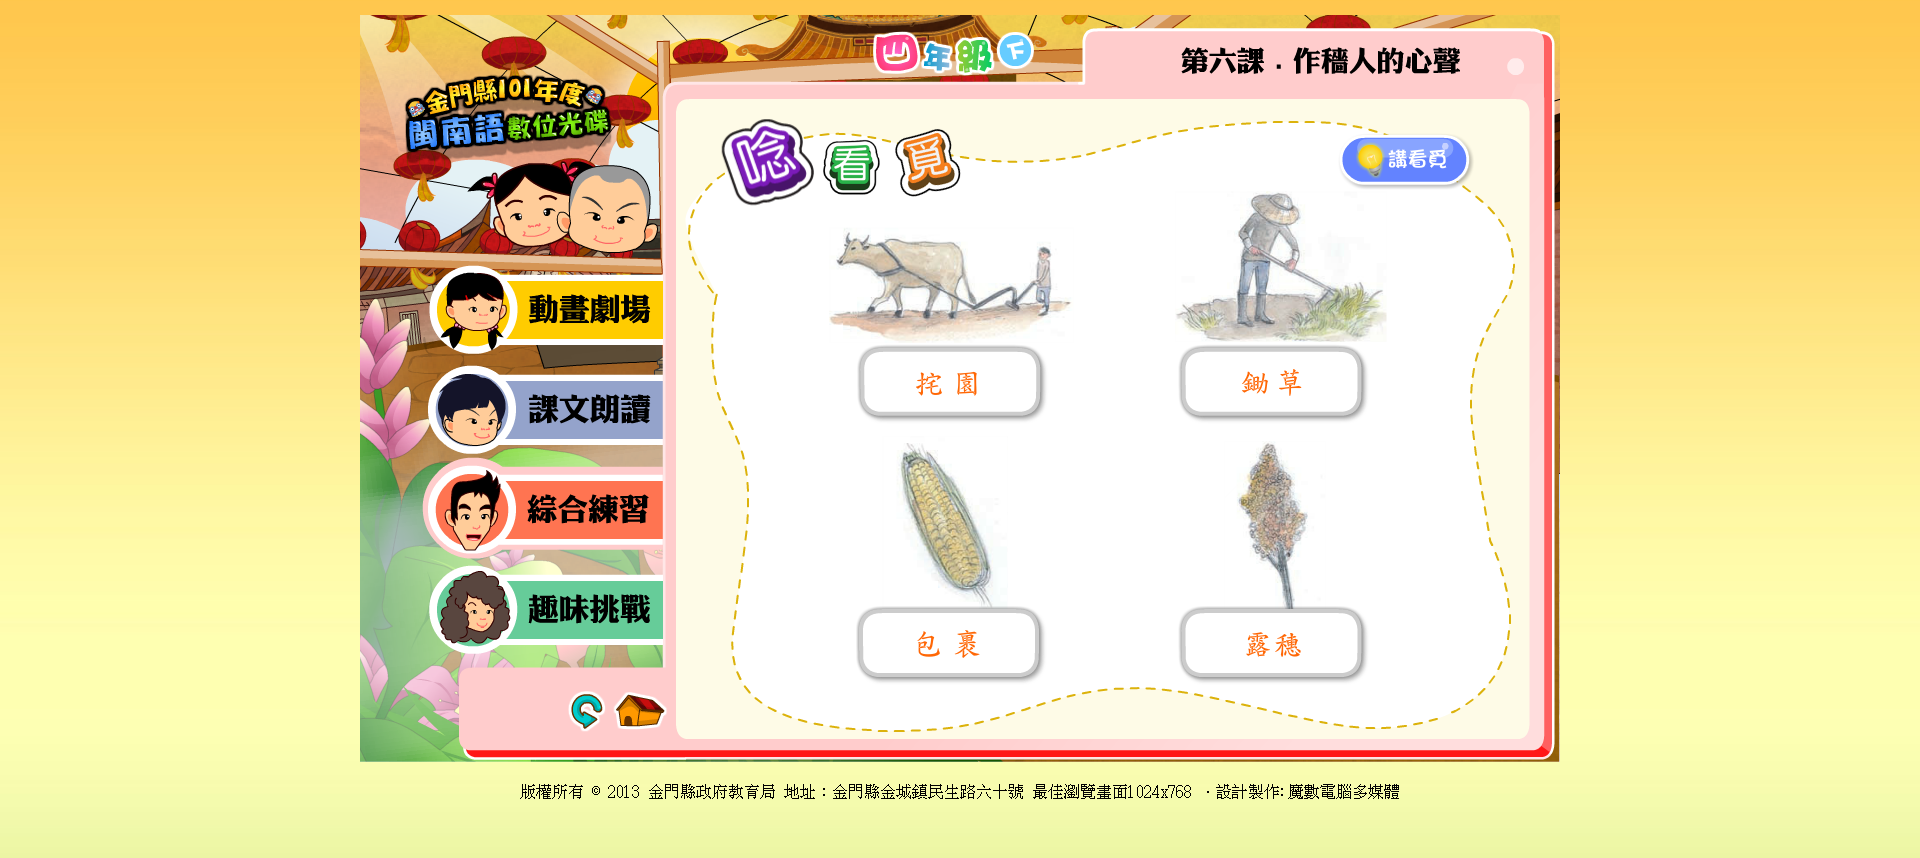 四年級下
第六課．作穡人的心聲
金門縣101年度
閩南語數位光碟
唸看覓
講看覓
動畫劇場
課文朗讀
綜合練習
趣味挑戰
挓園
鋤草
包裹
露穗
版權所有 © 2013 金門縣政府教育局 地址：金門縣金城鎮民生路六十號 最佳瀏覽畫面1024x768 ‧設計製作: 魔數電腦多媒體